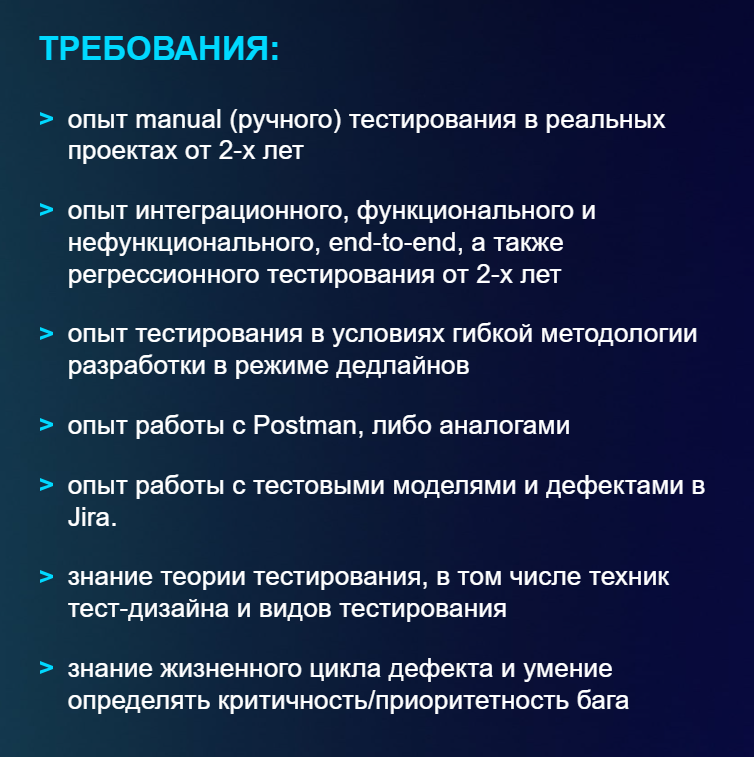 ТРЕБОВАНИЯ:
> опыт manual (ручного) тестирования в реальных
проектах от 2-х лет
> опыт интеграционного, функционального и
нефункционального, end-to-end, а также
регрессионного тестирования от 2-х лет
> опыт тестирования в условиях гибкой методологии
разработки в режиме дедлайнов
> опыт работы с Postman, либо аналогами
> опыт работы с тестовыми моделями и дефектами в
Jira.
> знание теории тестирования, в том числе техник
тест-дизайна и видов тестирования
> знание жизненного цикла дефекта и умение
определять критичность/приоритетность бага